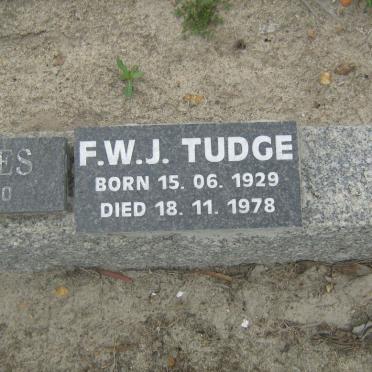 F.W.J. TUDGE
BORN 15. 06. 1929
DIED 18. 11. 1978